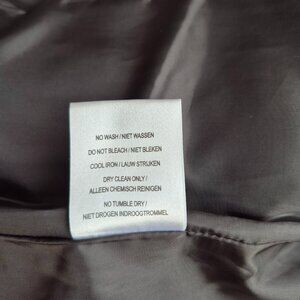 NO WASH / NIET WASSEN
DO NOT BLEACH / NIET BLEKEN
COOL IRON / LAUW STRIJKEN
DRY CLEAN ONLY /
ALLEEN CHEMISCH REINIGEN
NO TUMBLE DRY /
NIET DROGEN INDROOGTROMMEL